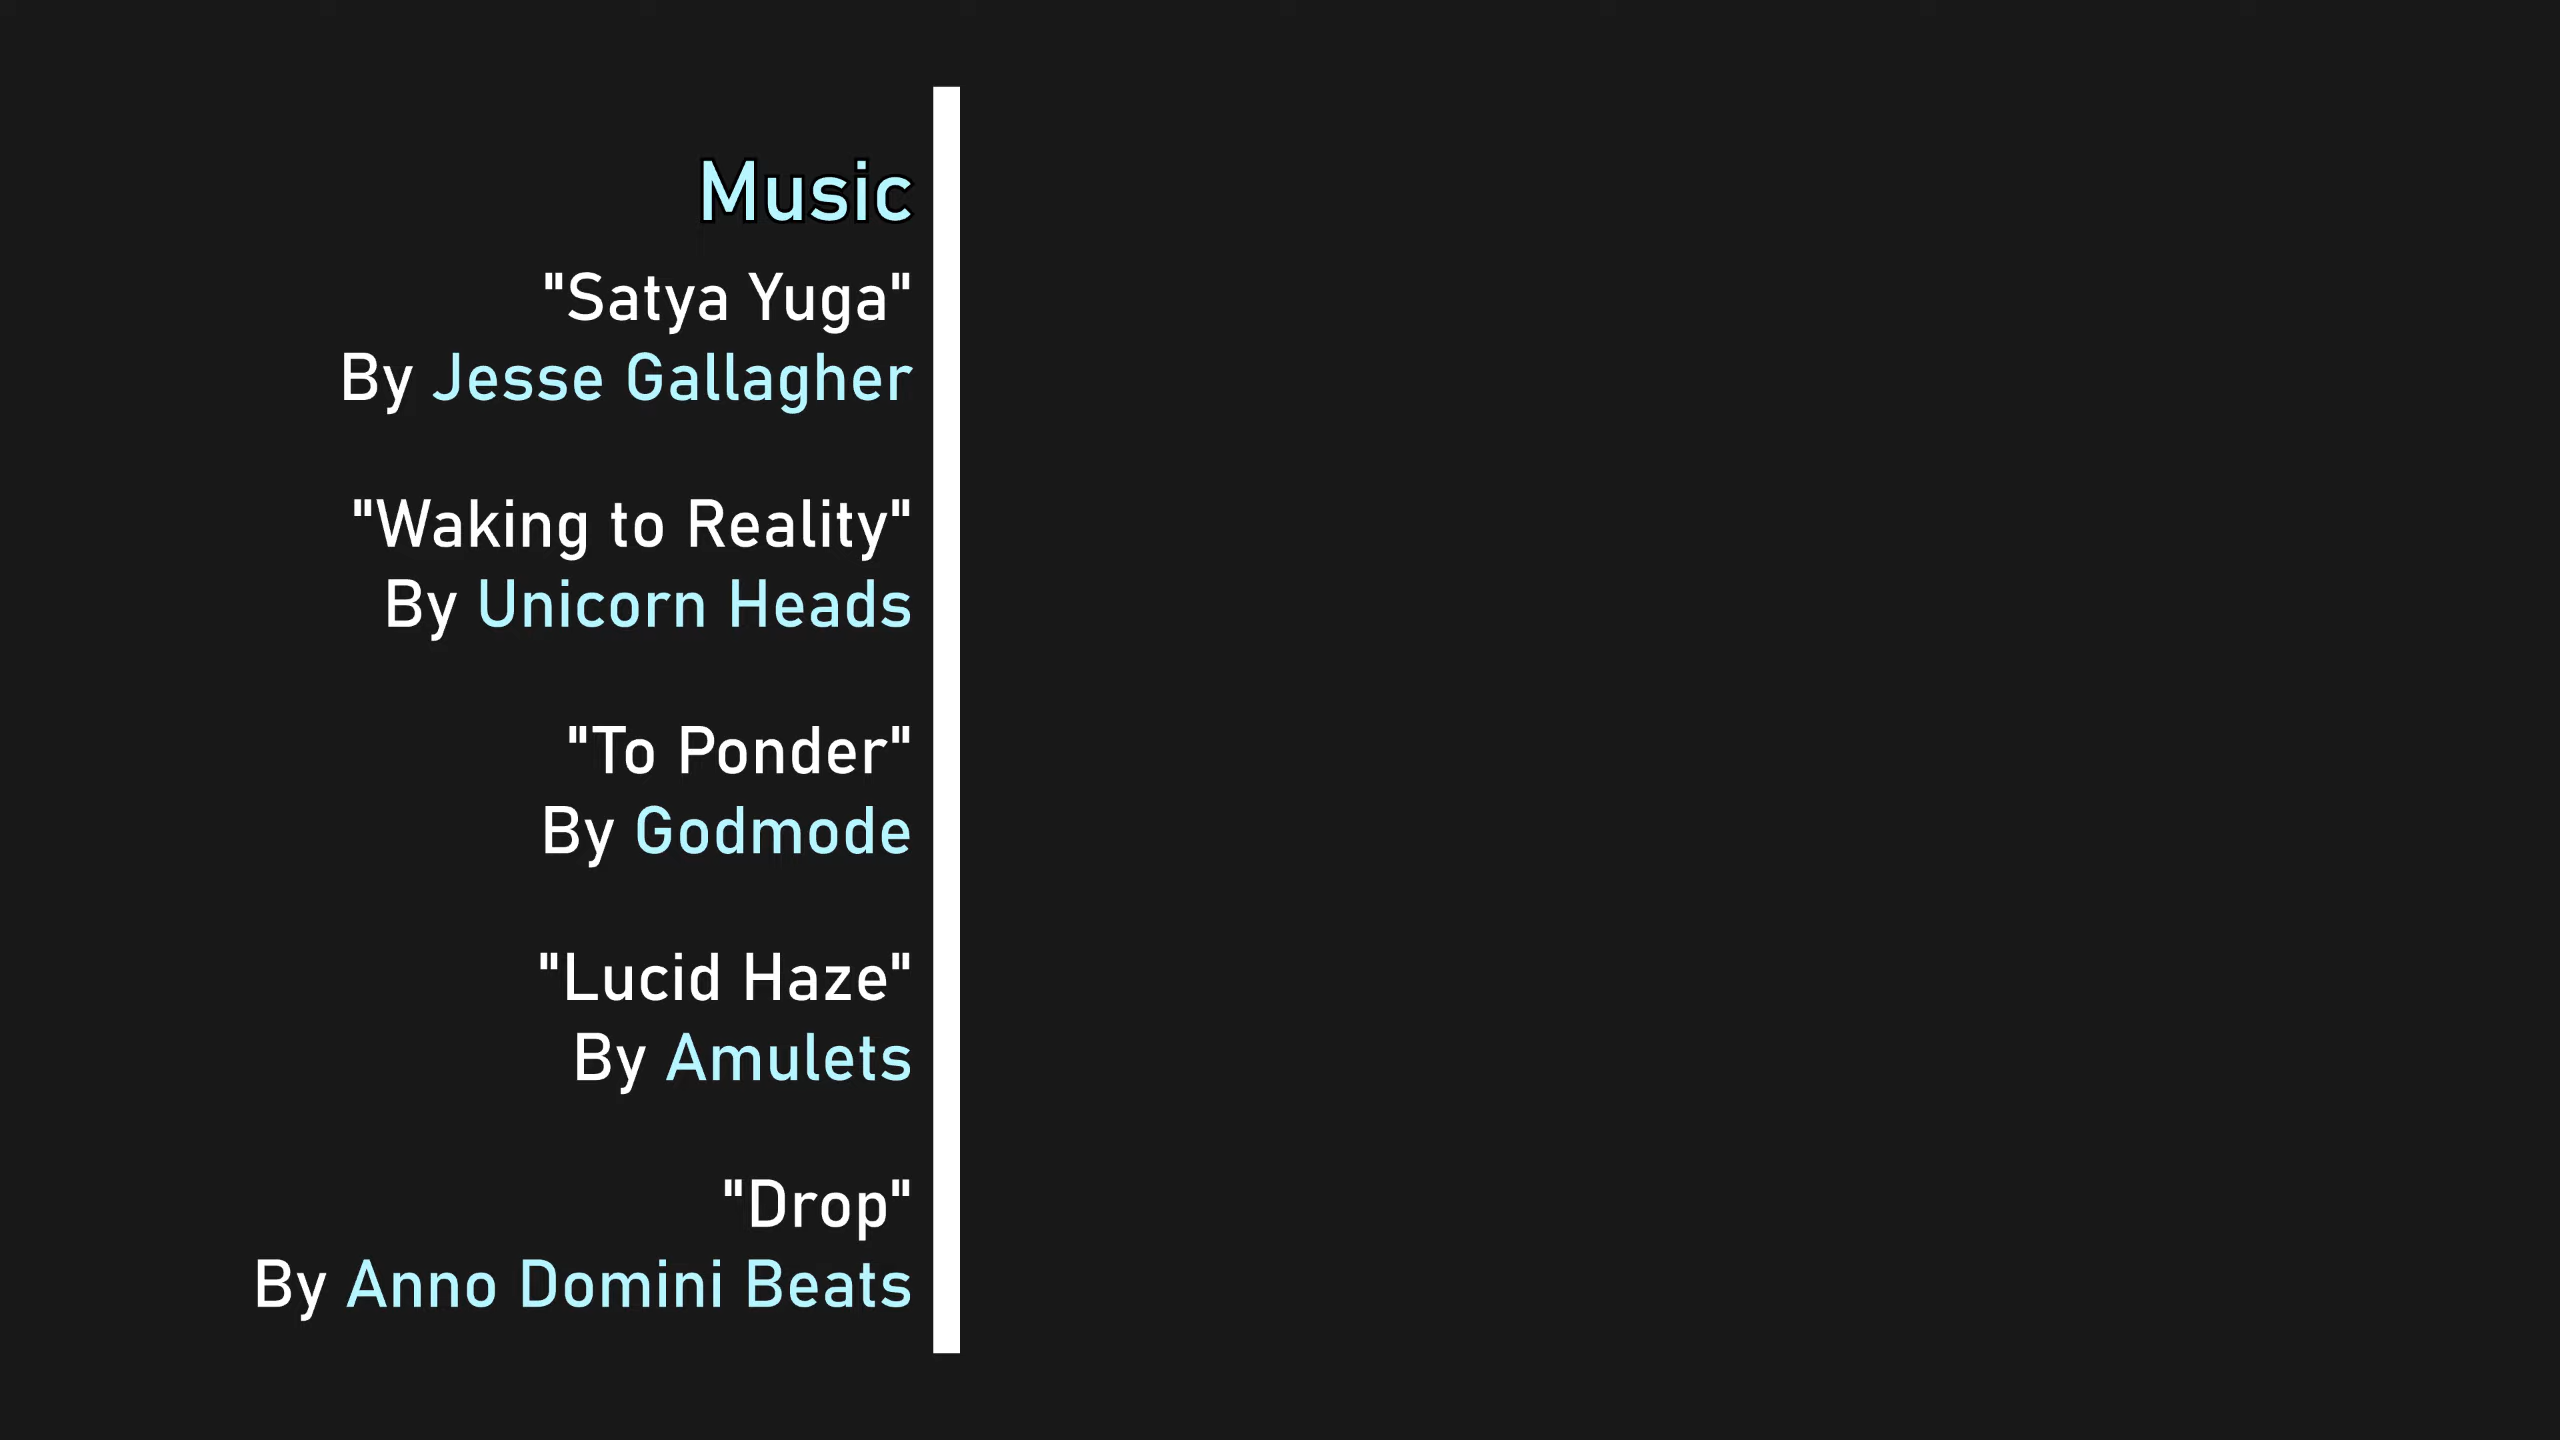 Music
"Satya Yuga"
By Jesse Gallagher
"Waking to Reality"
By Unicorn Heads
"To Ponder"
By Godmode
"Lucid Haze"
By Amulets
"Drop"
By Anno Domini Beats